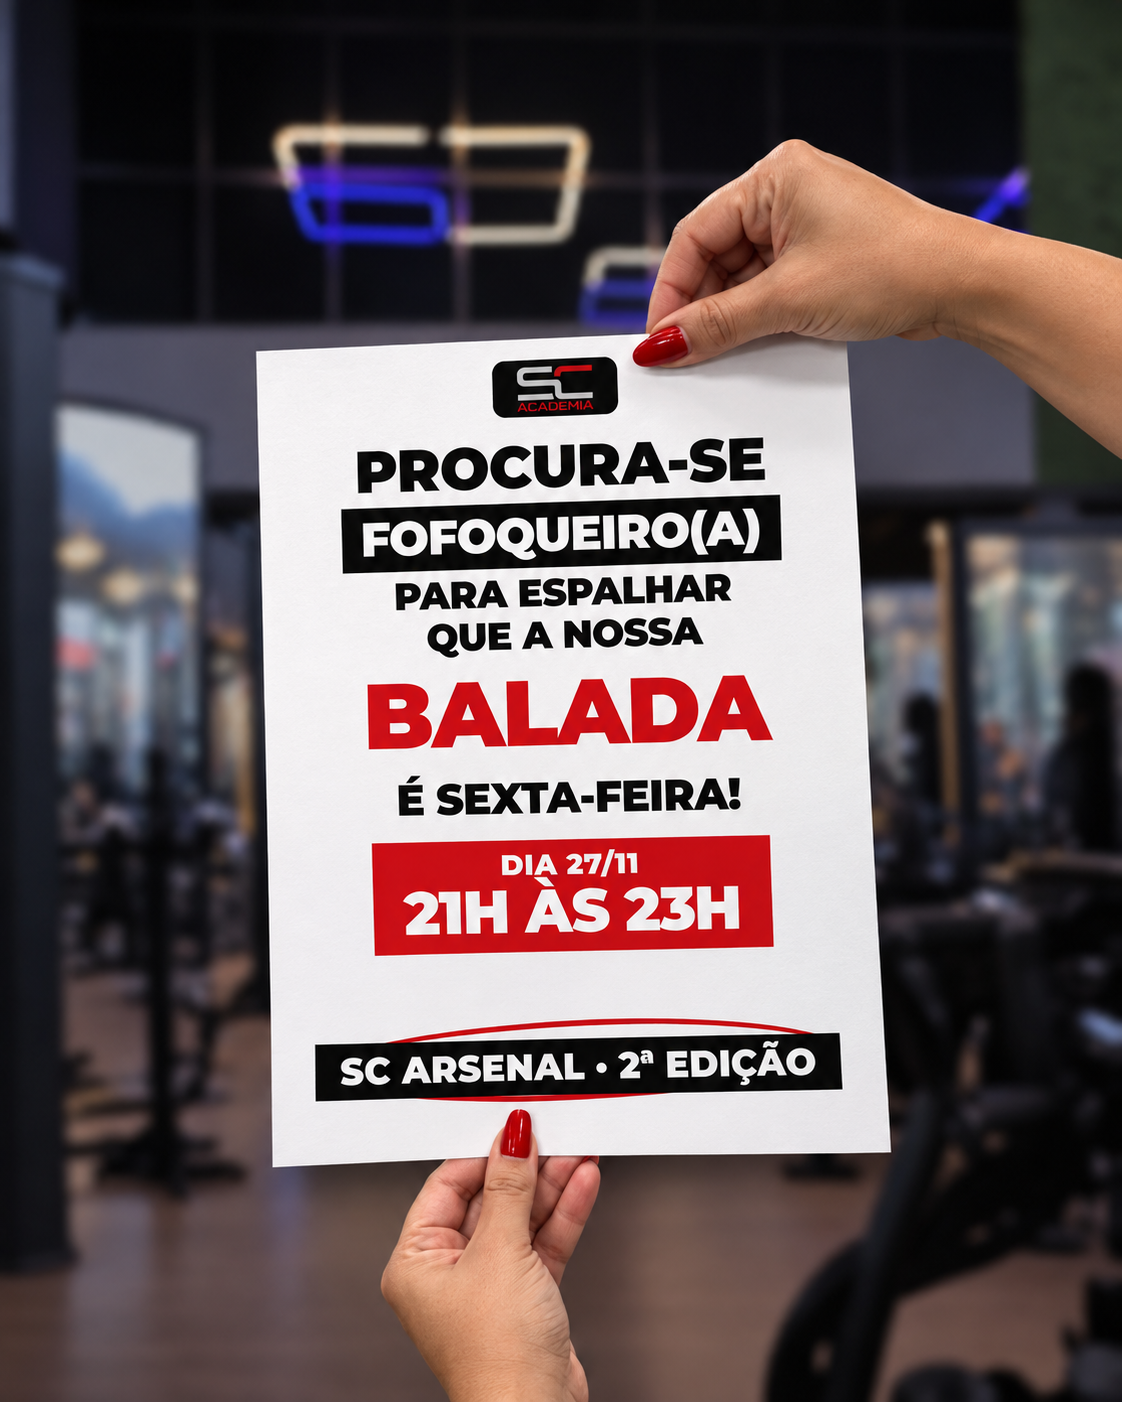 SC
ACADEMIA
PROCURA-SE
FOFOQUEIRO(A)
PARA ESPALHAR
QUE A NOSSA
BALADA
É SEXTA-FEIRA!
DIA 27/11
21H ÀS 23H
SC ARSENAL • 2ª EDIÇÃO